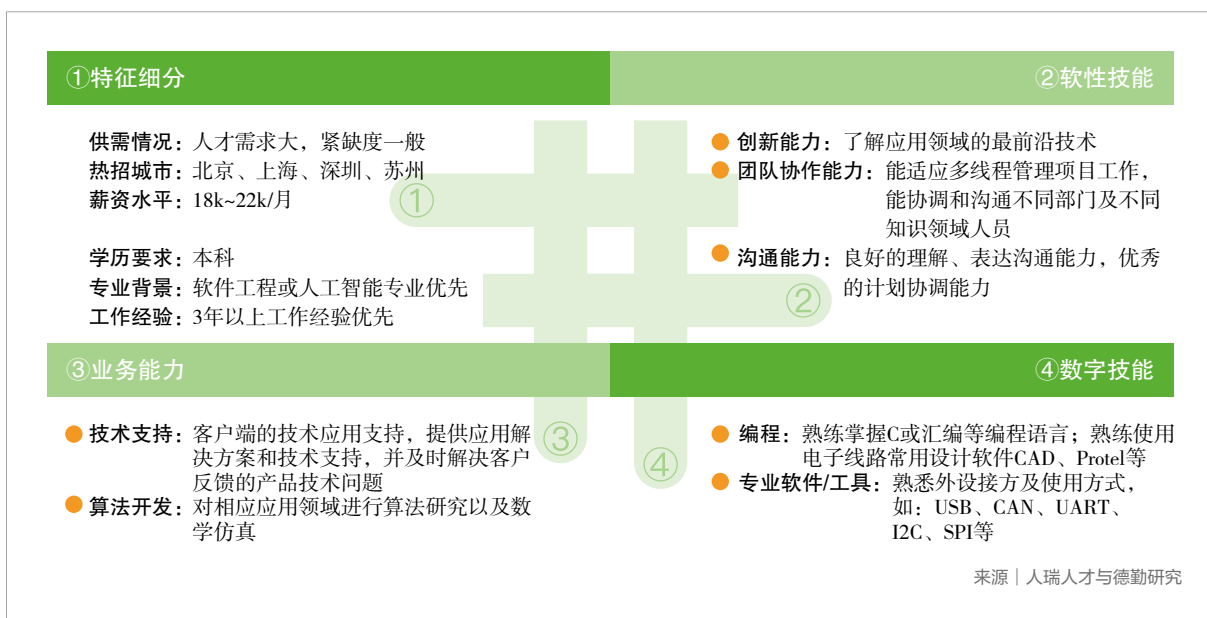 ①特征细分
供需情况：人才需求大，紧缺度一般
热招城市：北京、上海、深圳、苏州
薪资水平：18k~22k/月
学历要求：本科
专业背景：软件工程或人工智能专业优先
工作经验：3年以上工作经验优先
①
②软性技能
创新能力：了解应用领域的最前沿技术
团队协作能力：能适应多线程管理项目工作，
能协调和沟通不同部门及不同
知识领域人员
沟通能力：良好的理解、表达沟通能力，优秀
的计划协调能力
②
③业务能力
技术支持：客户端的技术应用支持，提供应用解
决方案和技术支持，并及时解决客户
反馈的产品技术问题
算法开发：对相应应用领域进行算法研究以及数
学仿真
③
④数字技能
编程：熟练掌握C或汇编等编程语言；熟练使用
电子线路常用设计软件CAD、Protel等
专业软件/工具：熟悉外设接方及使用方式，
如：USB、CAN、UART、
I2C、SPI等
④
来源｜人瑞人才与德勤研究